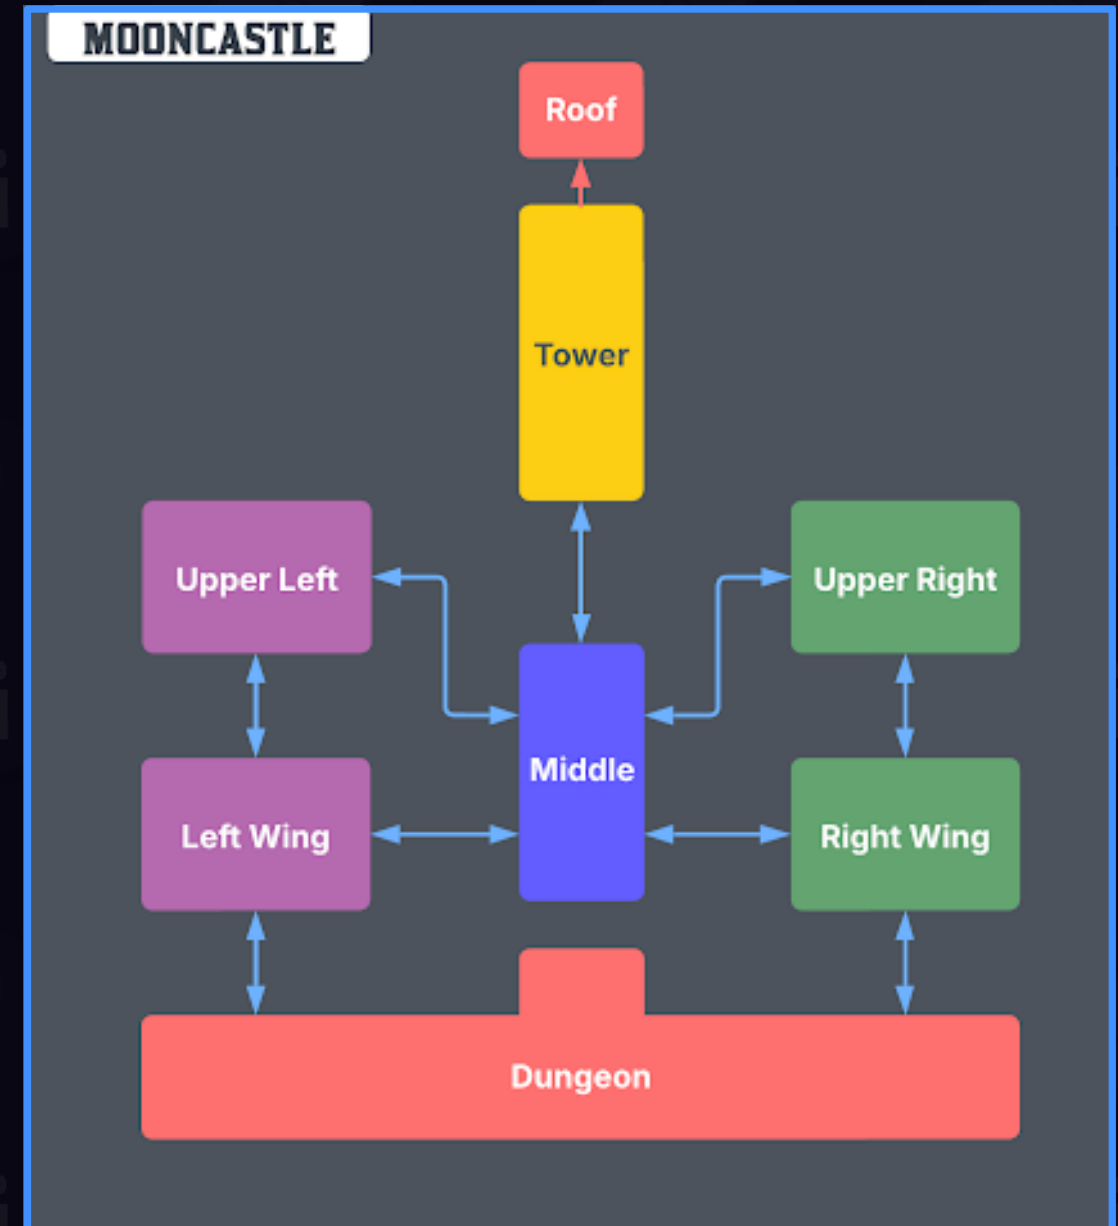 MOONCASTLE
Roof
Tower
Upper Left
Upper Right
Middle
Left Wing
Right Wing
Dungeon